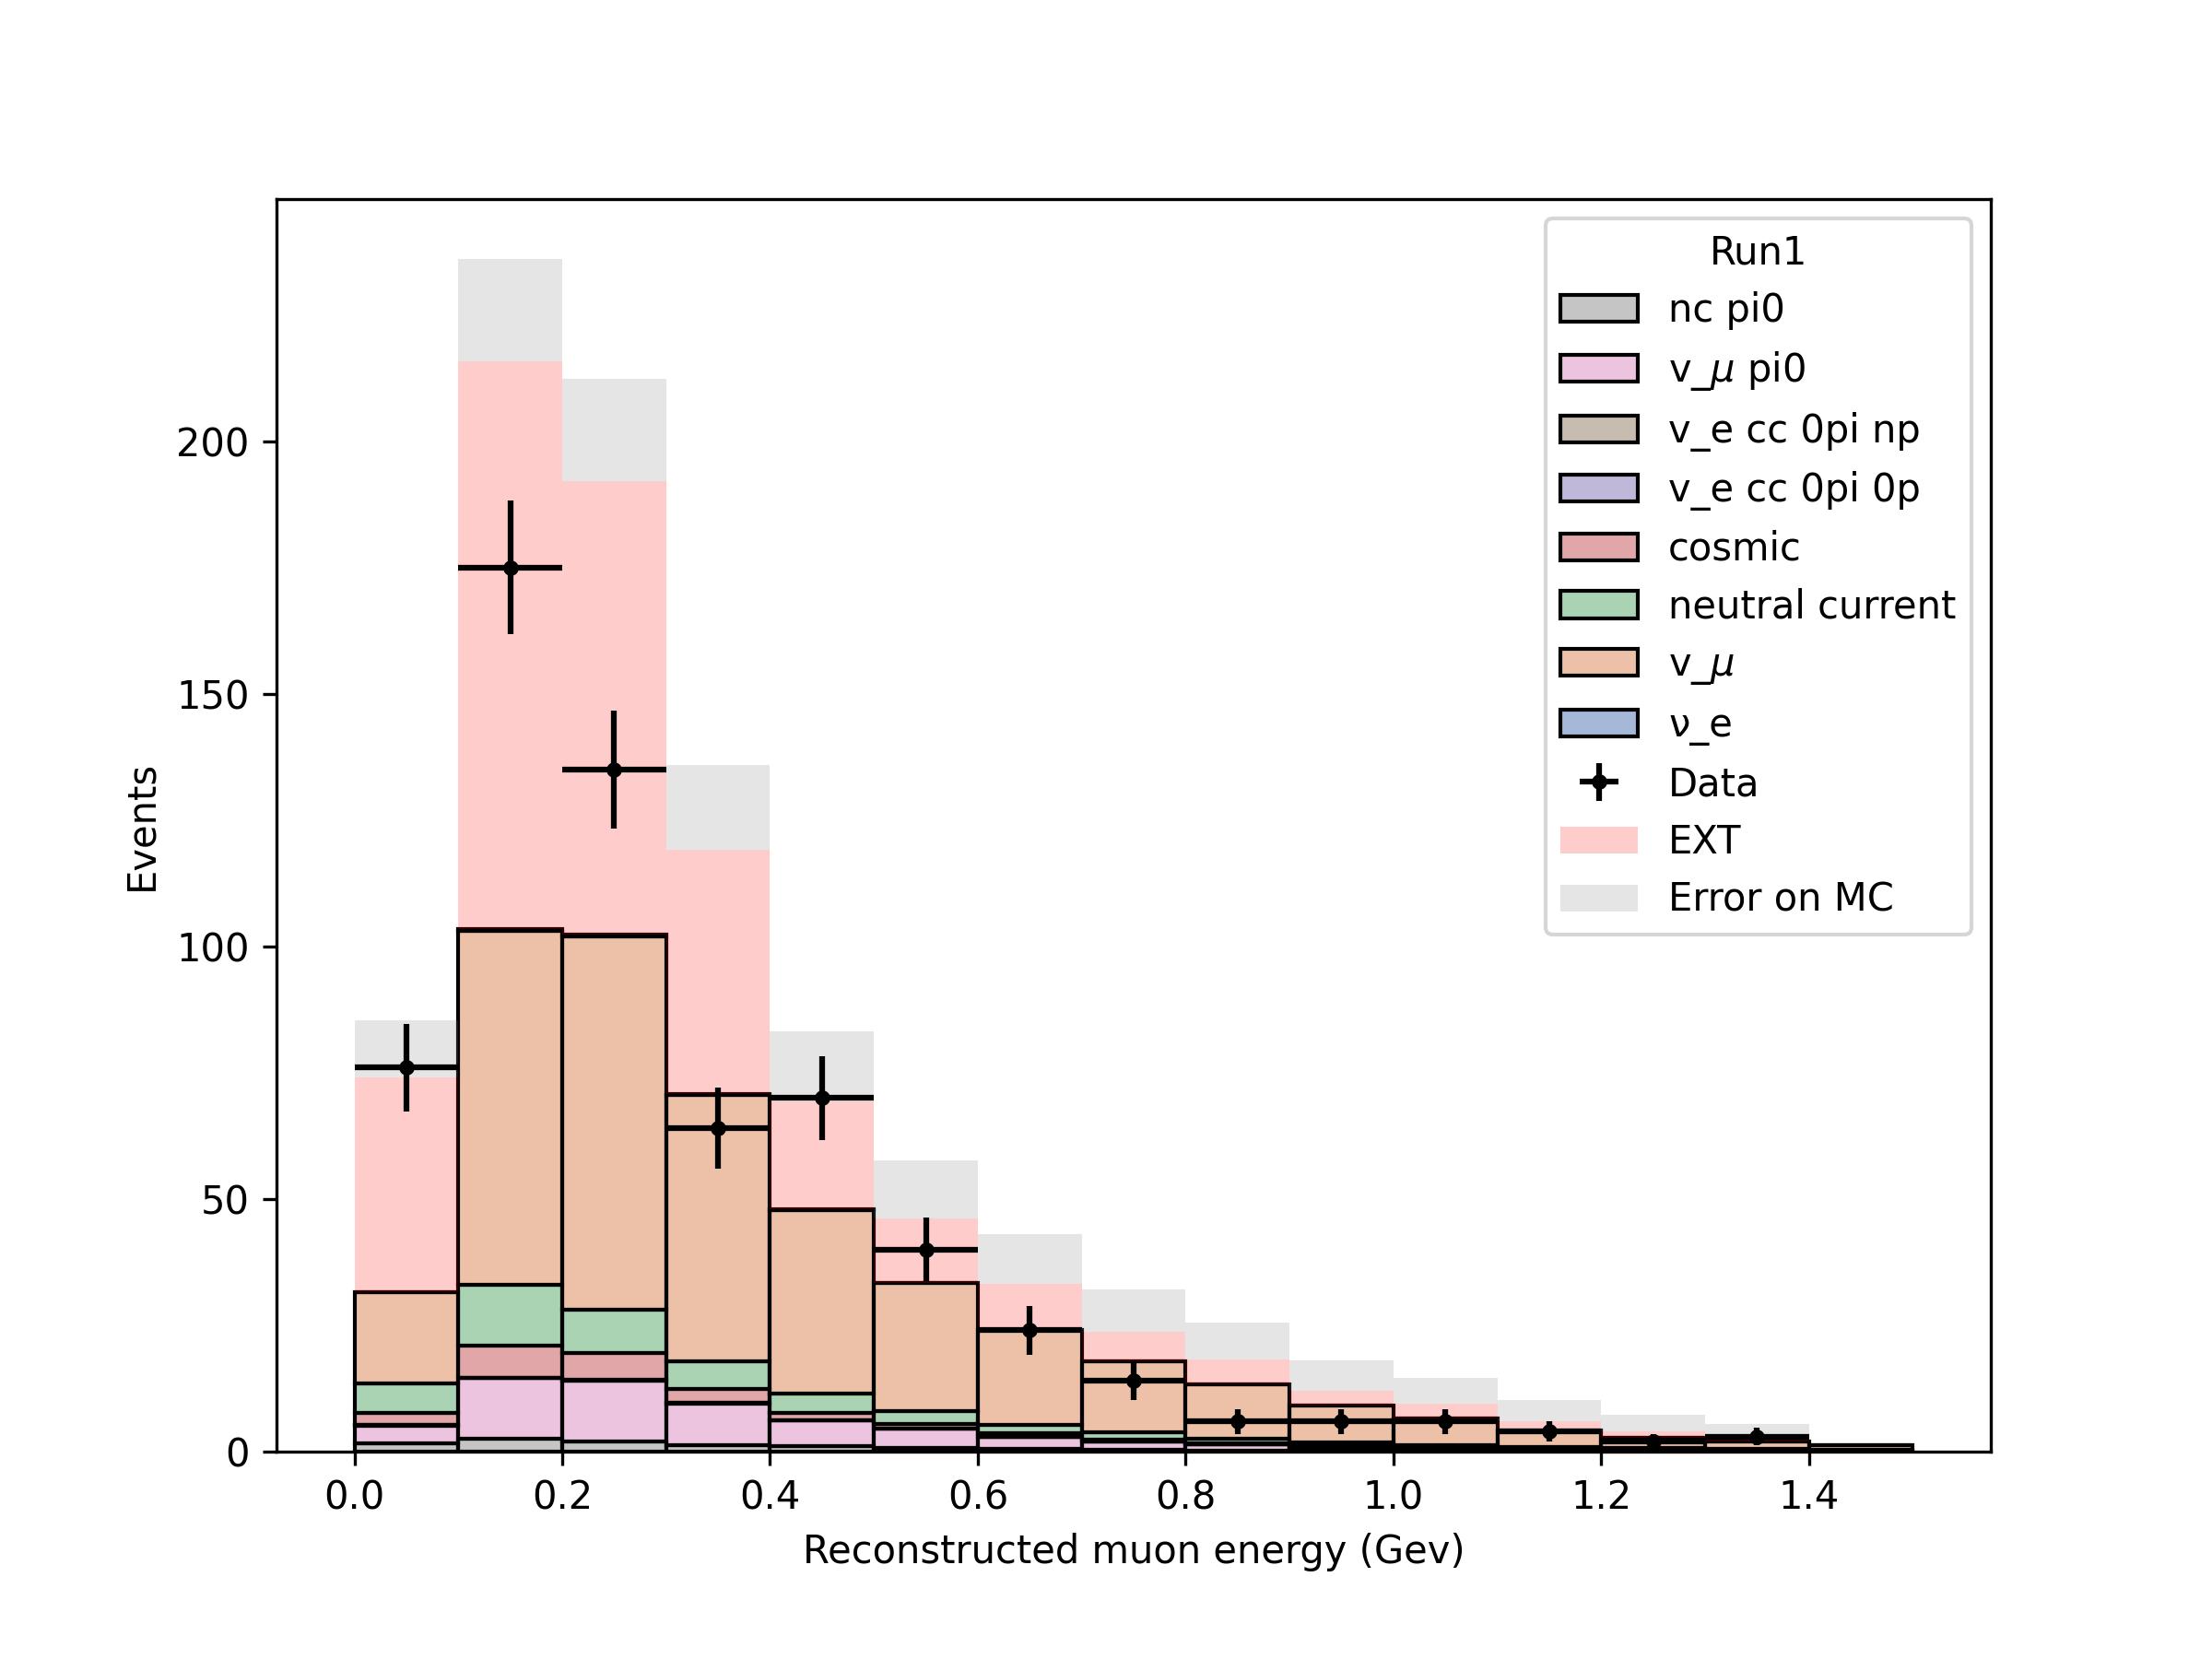 Run1
nc pi0
v_μ pi0
v_e cc 0pi np
v_e cc 0pi 0p
cosmic
neutral current
v_μ
ν_e
Data
EXT
Error on MC
Events
200
150
100
50
0
0.0 0.2 0.4 0.6 0.8 1.0 1.2 1.4
Reconstructed muon energy (Gev)